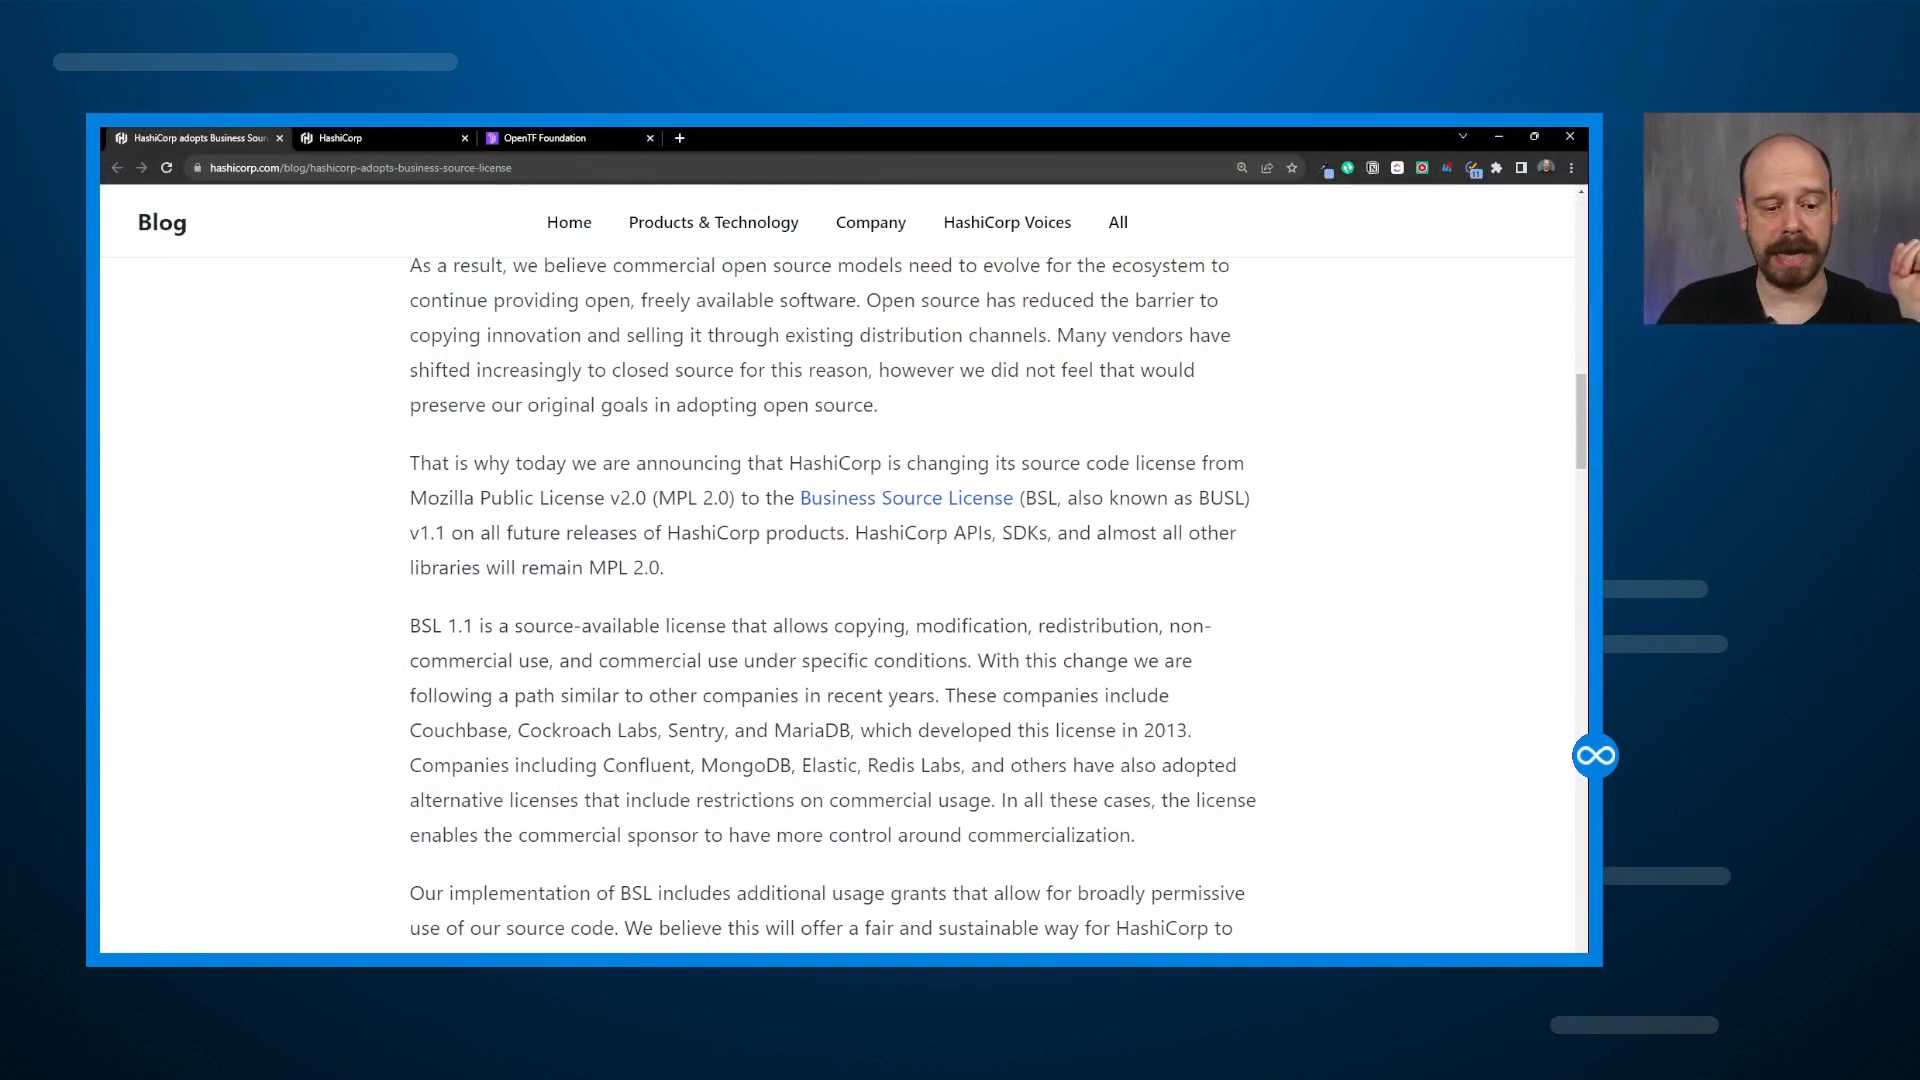 HashiCorp adopts Business Sour
HashiCorp
OpenTF Foundation
hashicorp.com/blog/hashicorp-adopts-business-source-license
11
Blog
Home
Products & Technology
Company
HashiCorp Voices
All
As a result, we believe commercial open source models need to evolve for the ecosystem to
continue providing open, freely available software. Open source has reduced the barrier to
copying innovation and selling it through existing distribution channels. Many vendors have
shifted increasingly to closed source for this reason, however we did not feel that would
preserve our original goals in adopting open source.
That is why today we are announcing that HashiCorp is changing its source code license from
Mozilla Public License v2.0 (MPL 2.0) to the Business Source License (BSL, also known as BUSL)
v1.1 on all future releases of HashiCorp products. HashiCorp APIs, SDKs, and almost all other
libraries will remain MPL 2.0.
BSL 1.1 is a source-available license that allows copying, modification, redistribution, non-
commercial use, and commercial use under specific conditions. With this change we are
following a path similar to other companies in recent years. These companies include
Couchbase, Cockroach Labs, Sentry, and MariaDB, which developed this license in 2013.
Companies including Confluent, MongoDB, Elastic, Redis Labs, and others have also adopted
alternative licenses that include restrictions on commercial usage. In all these cases, the license
enables the commercial sponsor to have more control around commercialization.
Our implementation of BSL includes additional usage grants that allow for broadly permissive
use of our source code. We believe this will offer a fair and sustainable way for HashiCorp to